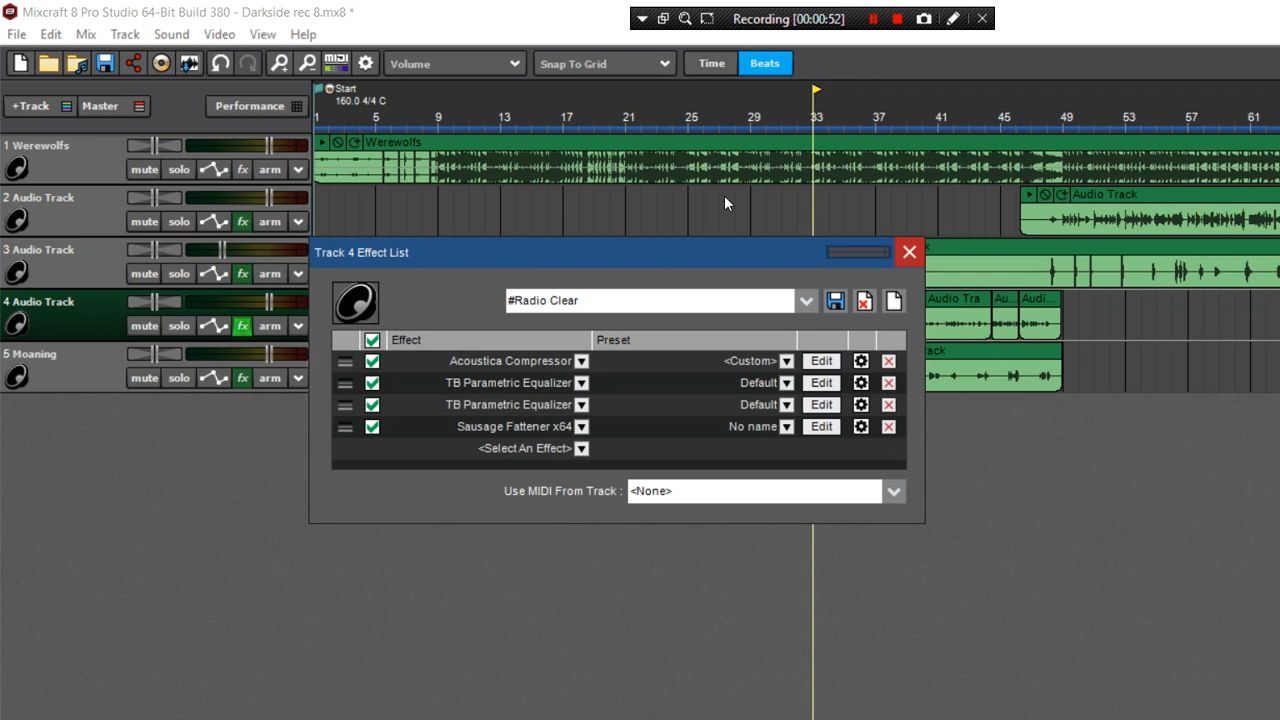 Mixcraft 8 Pro Studio 64-Bit Build 380 - Darkside rec 8.mx8 *
Recording [00:00:52]
File Edit Mix Track Sound Video View Help
MIDI Volume Snap To Grid Time Beats
+Track Master Performance
Start
160.0 4/4 C
1 5 9 13 17 21 25 29 33 37 41 45 49 53 57 61
1 Werewolfs
Werewolfs
mute solo fx arm
2 Audio Track
Audio Track
mute solo fx arm
3 Audio Track
mute solo fx arm
4 Audio Track
Audio Tra Au... Audi...
mute solo fx arm
5 Moaning
ack
mute solo fx arm
Track 4 Effect List
#Radio Clear
Effect Preset
Acoustica Compressor <Custom> Edit
TB Parametric Equalizer Default Edit
TB Parametric Equalizer Default Edit
Sausage Fattener x64 No name Edit
<Select An Effect>
Use MIDI From Track : <None>